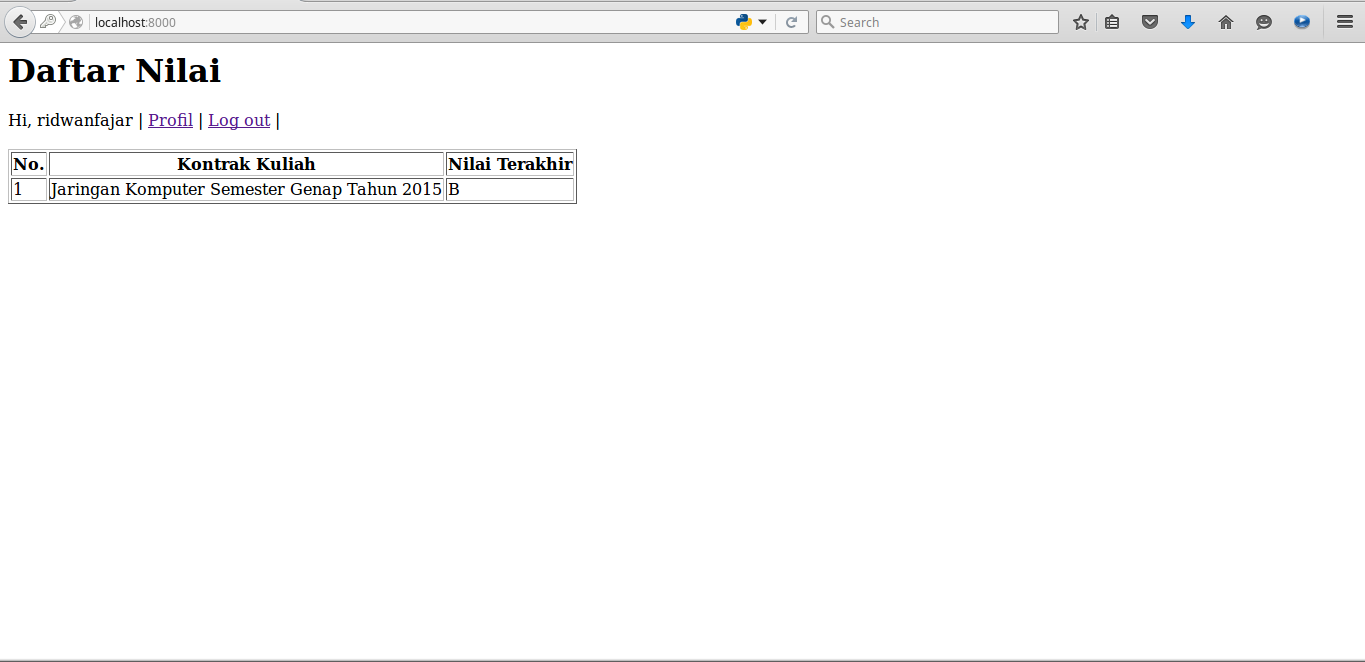 localhost:8000 Search
Daftar Nilai
Hi, ridwanfajar | Profil | Log out |
No. Kontrak Kuliah Nilai Terakhir
1 Jaringan Komputer Semester Genap Tahun 2015 B